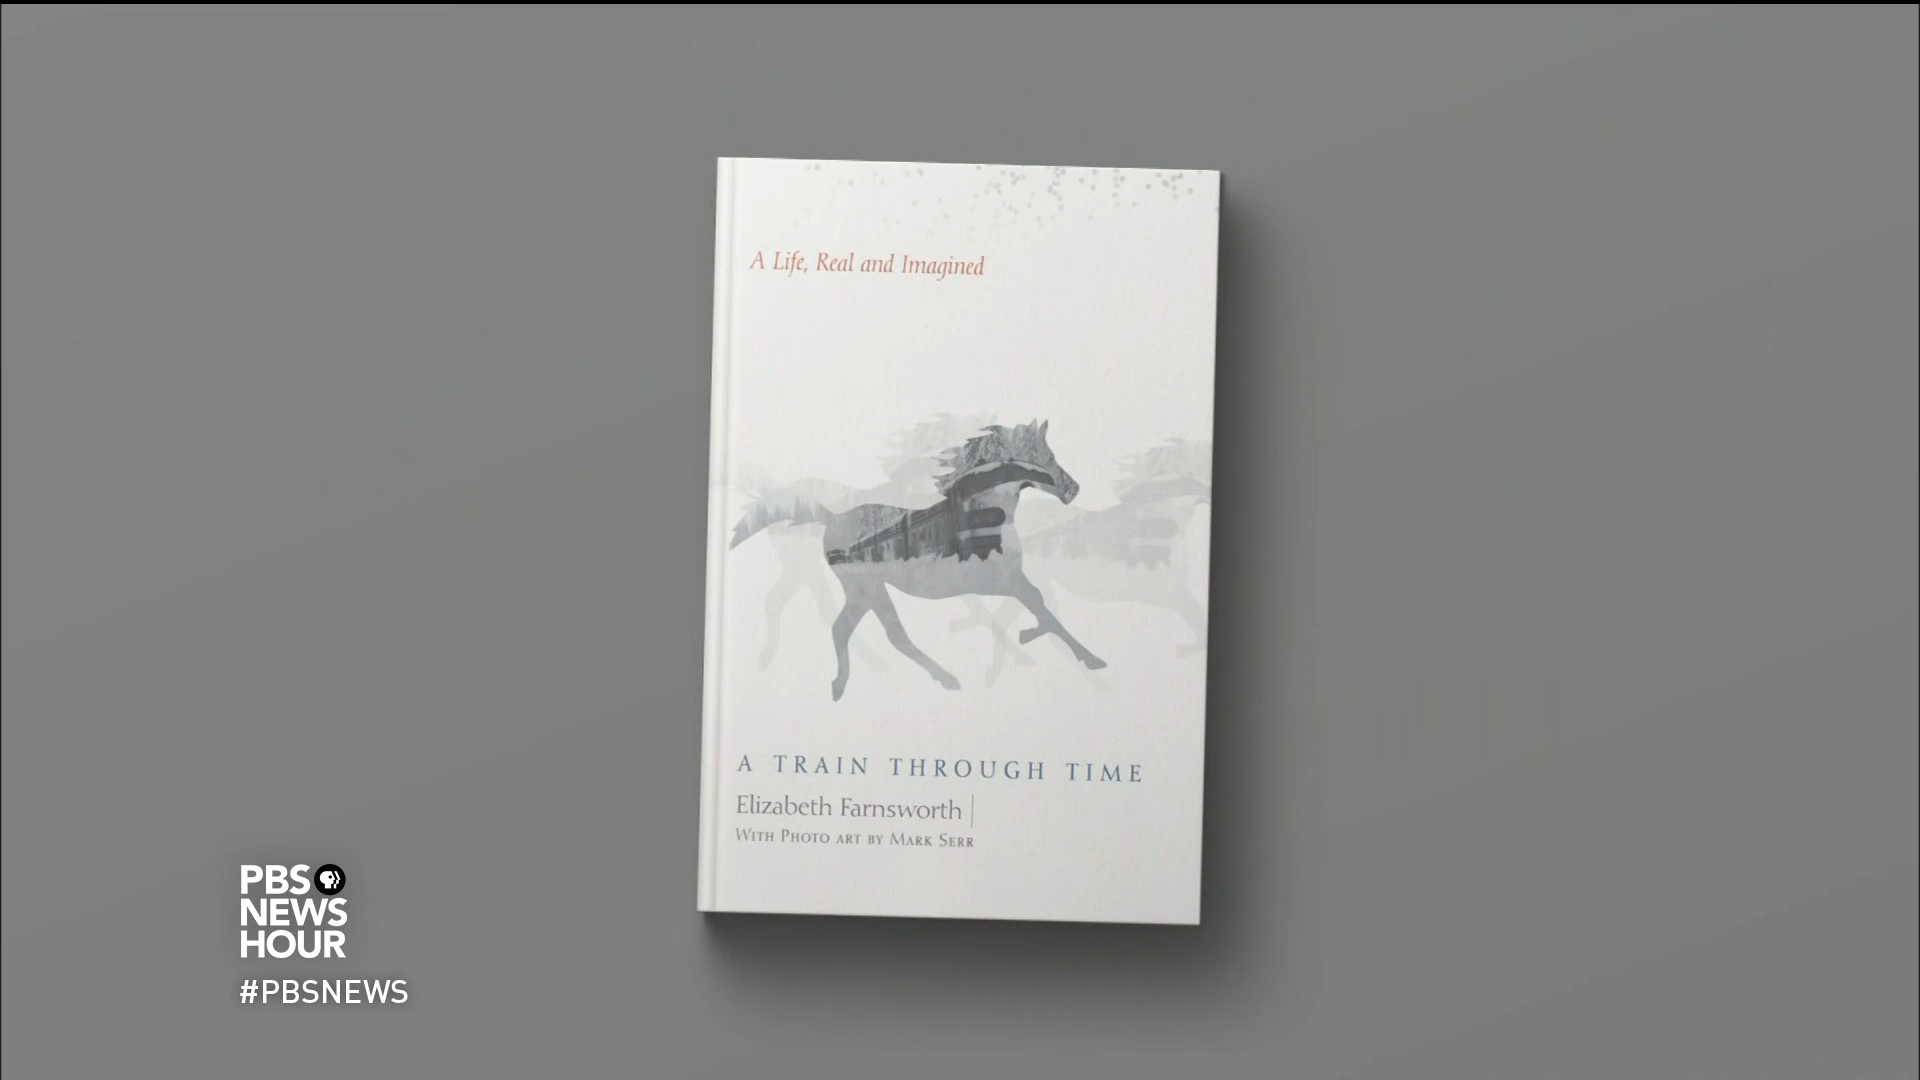 A Life, Real and Imagined
A TRAIN THROUGH TIME
Elizabeth Farnsworth
WITH PHOTO ART BY MARK SERR
PBS
NEWS
HOUR
#PBSNEWS